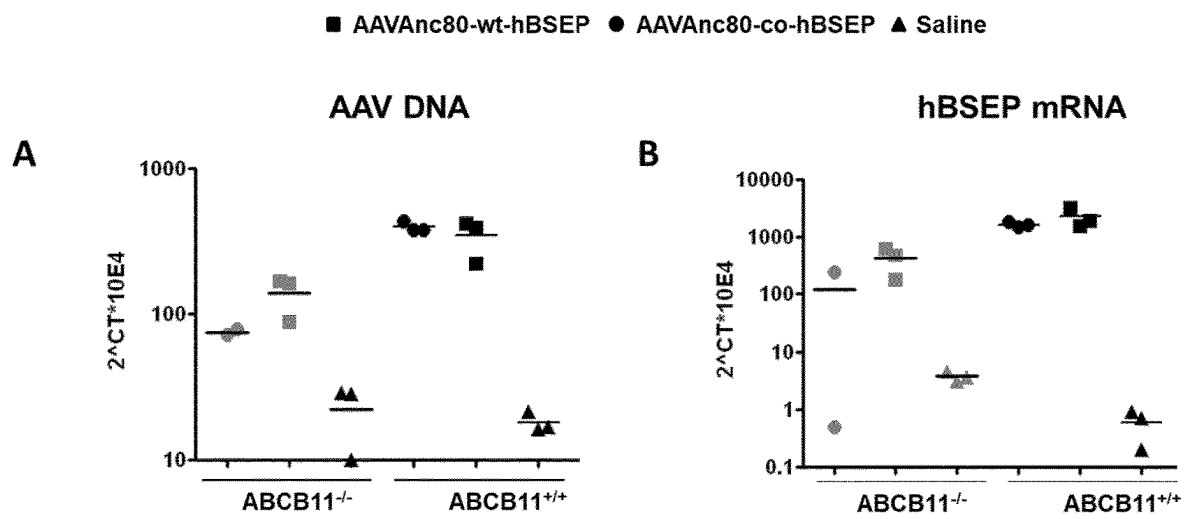 ■ AAVAnc80-wt-hBSEP ● AAVAnc80-co-hBSEP ▲ Saline
AAV DNA
hBSEP mRNA
A
B
2^CT*10E4
1000
100
10
ABCB11-/-
ABCB11+/+
2^CT*10E4
10000
1000
100
10
1
0.1
ABCB11-/-
ABCB11+/+